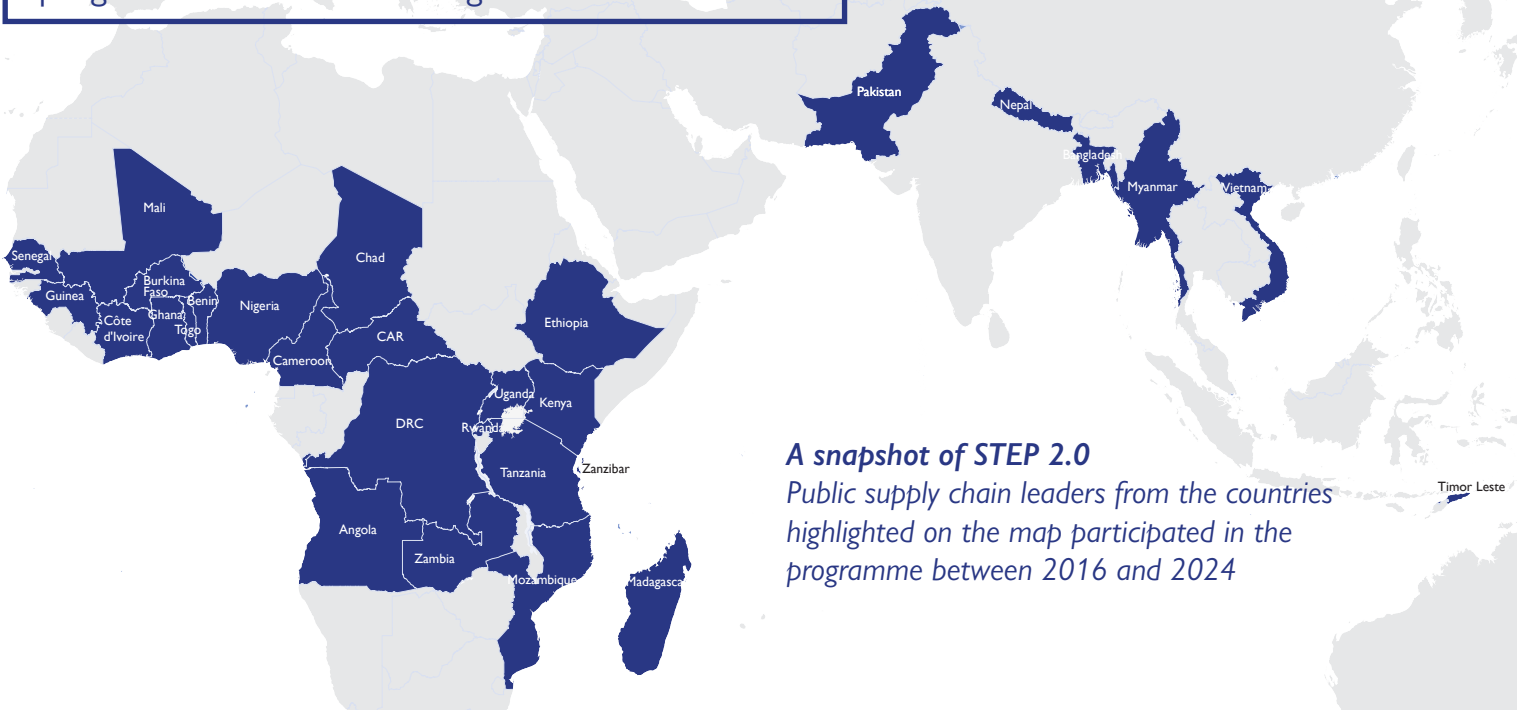 Pakistan
Nepal
Bangladesh
Myanmar
Vietnam
Mali
Senegal
Chad
Burkina
Faso
Guinea
Benin
Nigeria
Ghana
Côte
d'Ivoire
Togo
Ethiopia
CAR
Cameroon
Uganda
Kenya
DRC
Rwanda
Tanzania
Zanzibar
Angola
Zambia
Mozambique
Madagasca
A snapshot of STEP 2.0
Public supply chain leaders from the countries
highlighted on the map participated in the
programme between 2016 and 2024
Timor Leste